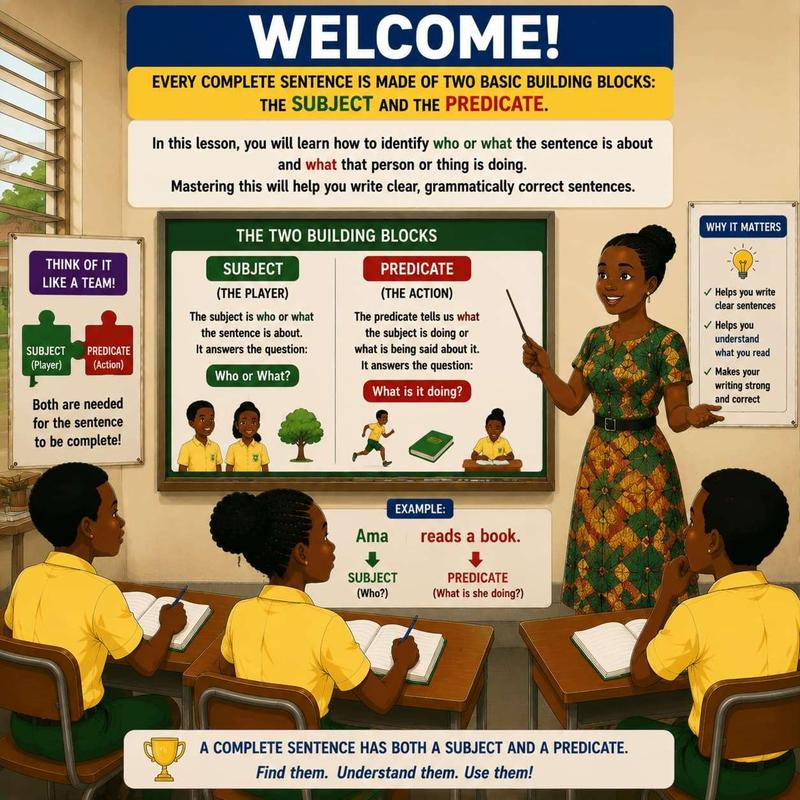 WELCOME!
EVERY COMPLETE SENTENCE IS MADE OF TWO BASIC BUILDING BLOCKS:
THE SUBJECT AND THE PREDICATE.
In this lesson, you will learn how to identify who or what the sentence is about
and what that person or thing is doing.
Mastering this will help you write clear, grammatically correct sentences.
THINK OF IT
LIKE A TEAM!
SUBJECT
(Player)
PREDICATE
(Action)
Both are needed
for the sentence
to be complete!
THE TWO BUILDING BLOCKS
SUBJECT
(THE PLAYER)
The subject is who or what
the sentence is about.
It answers the question:
Who or What?
PREDICATE
(THE ACTION)
The predicate tells us what
the subject is doing or
what is being said about it.
It answers the question:
What is it doing?
WHY IT MATTERS
✓ Helps you write
clear sentences
✓ Helps you
understand
what you read
✓ Makes your
writing strong
and correct
EXAMPLE:
Ama reads a book.
SUBJECT
(Who?)
PREDICATE
(What is she doing?)
A COMPLETE SENTENCE HAS BOTH A SUBJECT AND A PREDICATE.
Find them. Understand them. Use them!